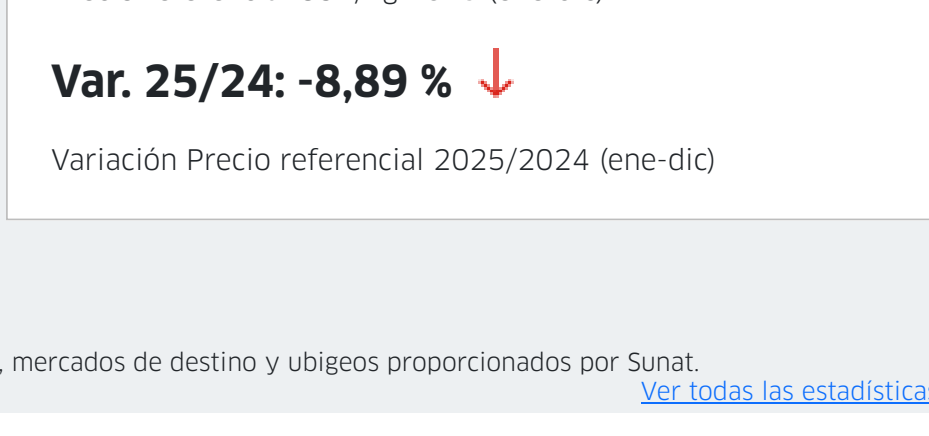 Var. 25/24: -8,89 %
Variación Precio referencial 2025/2024 (ene-dic)
, mercados de destino y ubigeos proporcionados por Sunat.
Ver todas las estadísticas